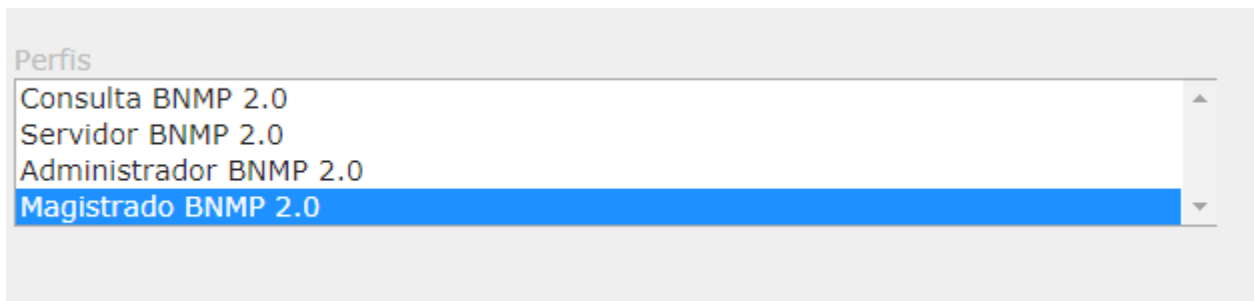 Perfis
Consulta BNMP 2.0
Servidor BNMP 2.0
Administrador BNMP 2.0
Magistrado BNMP 2.0